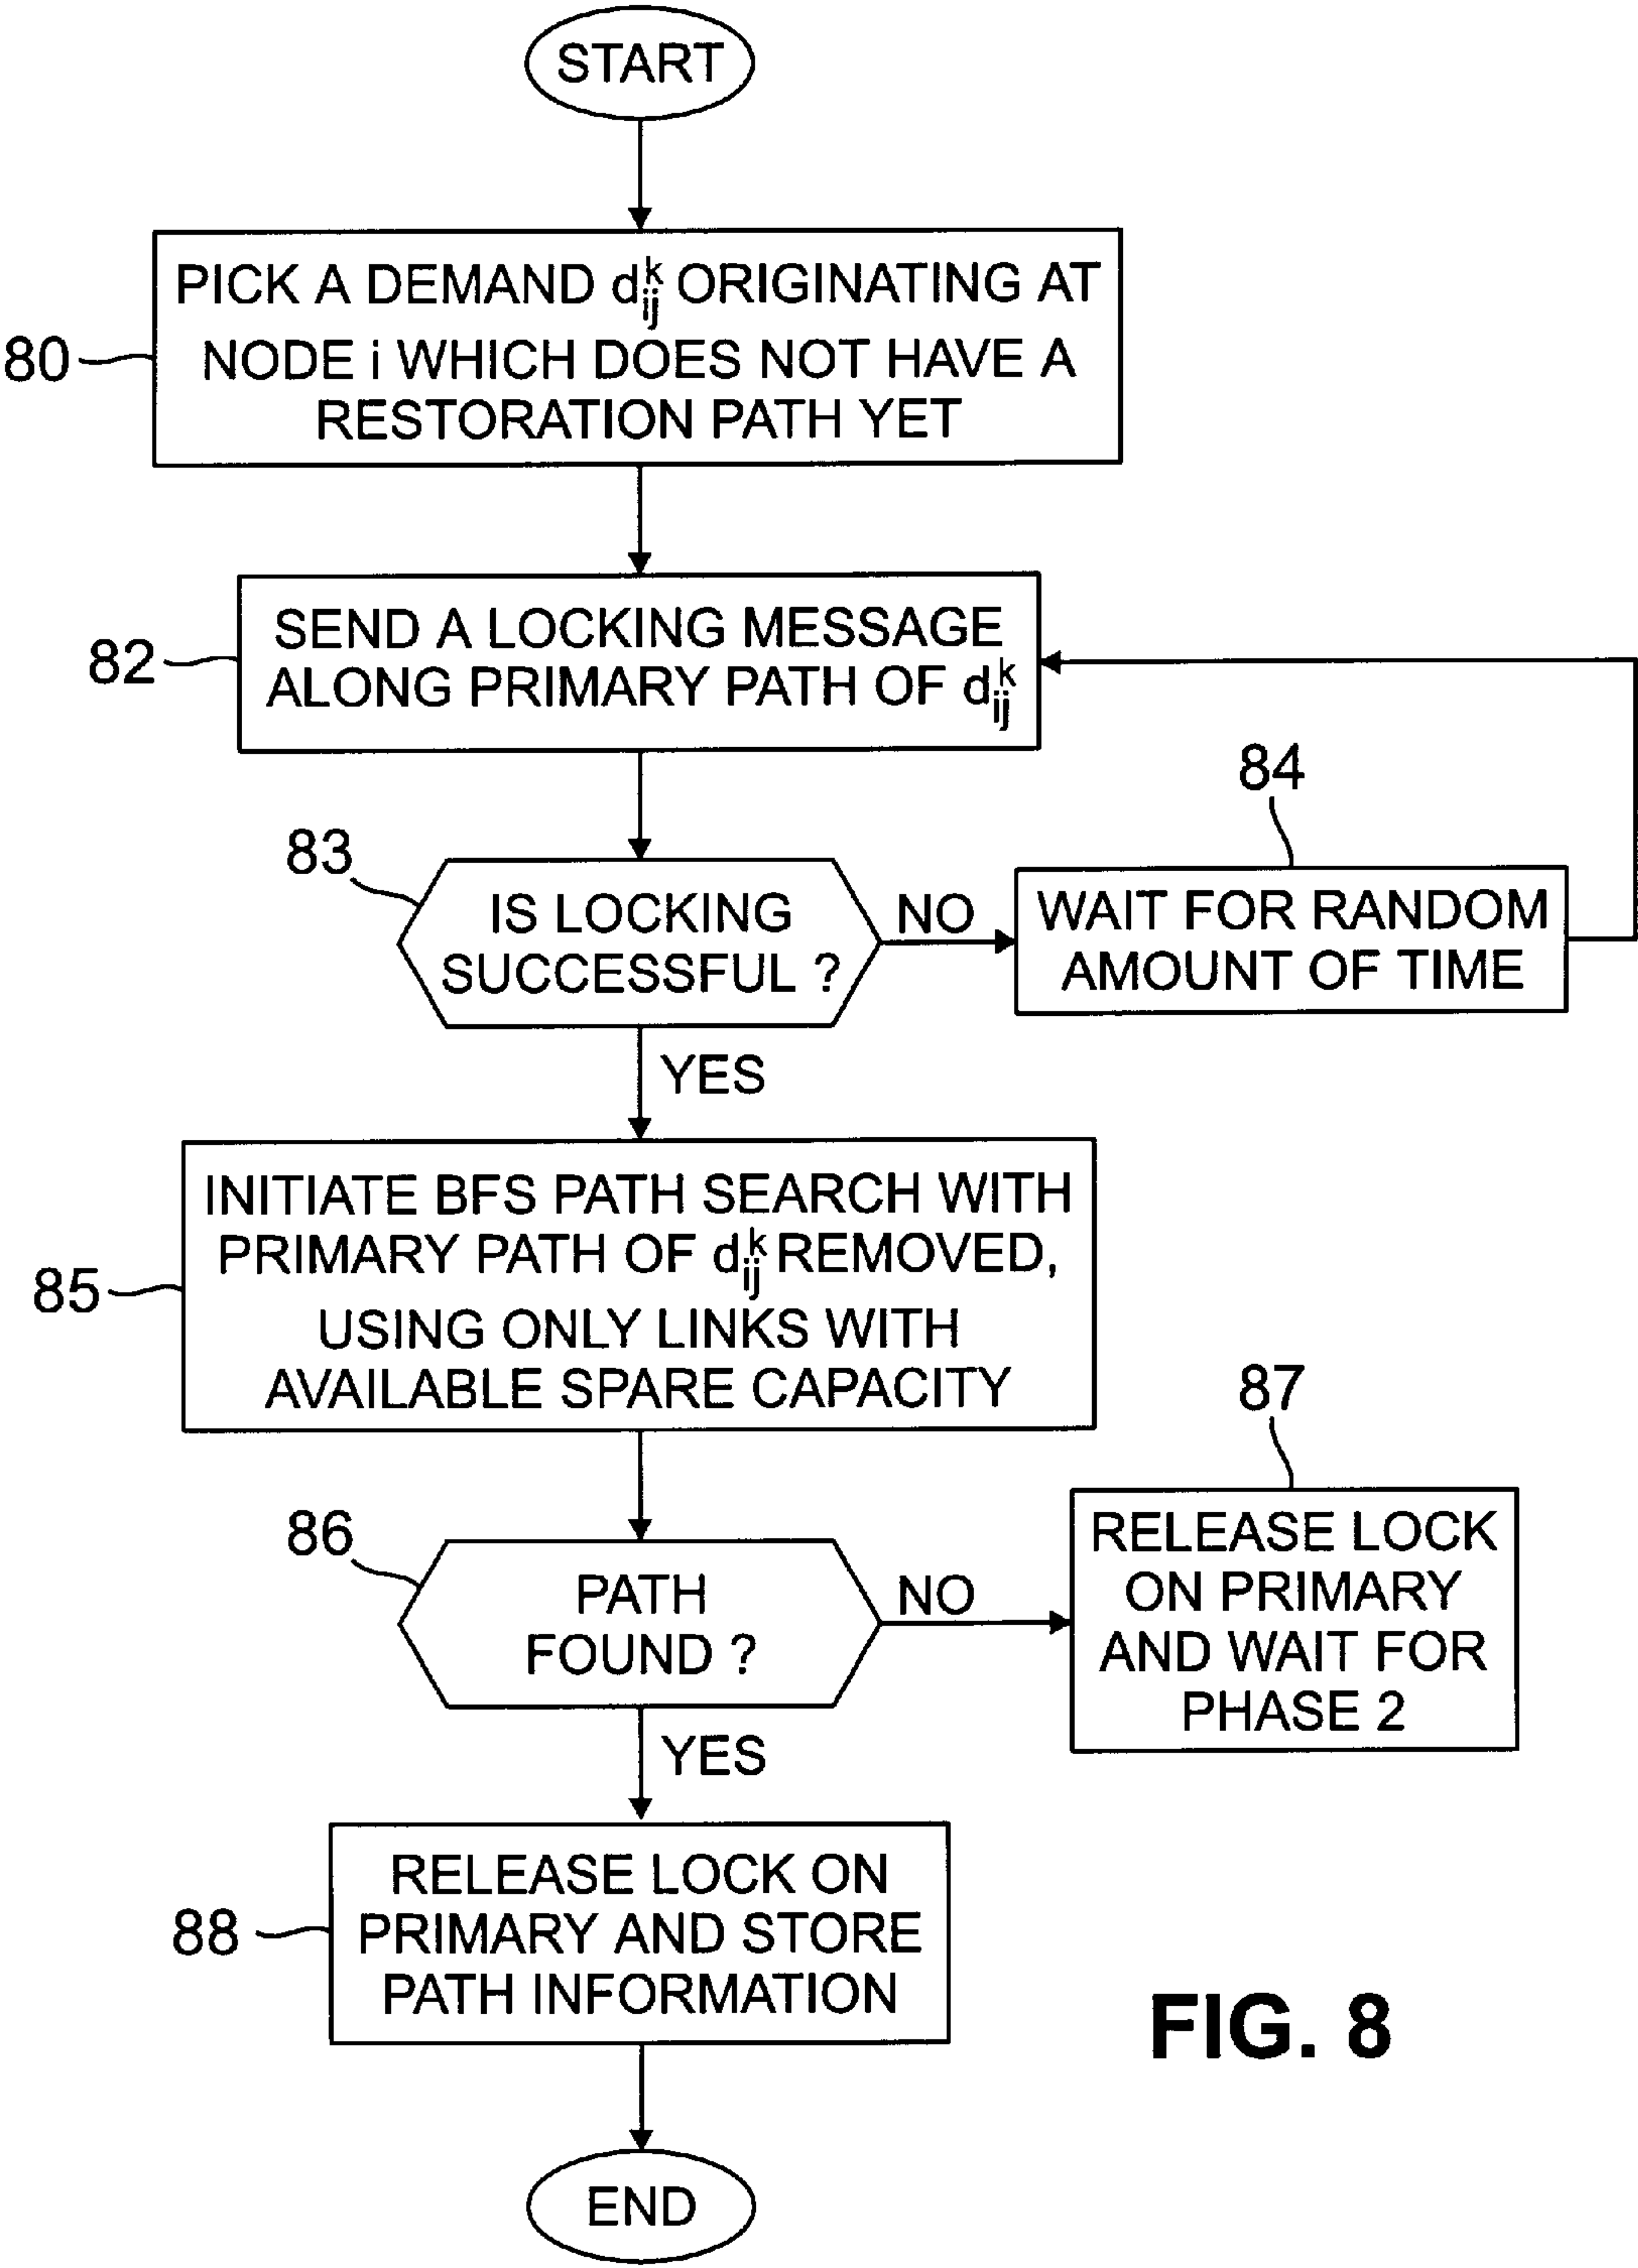 START
80
PICK A DEMAND d_ij^k ORIGINATING AT
NODE i WHICH DOES NOT HAVE A
RESTORATION PATH YET
82
SEND A LOCKING MESSAGE
ALONG PRIMARY PATH OF d_ij^k
83
IS LOCKING
SUCCESSFUL ?
NO
84
WAIT FOR RANDOM
AMOUNT OF TIME
YES
85
INITIATE BFS PATH SEARCH WITH
PRIMARY PATH OF d_ij^k REMOVED,
USING ONLY LINKS WITH
AVAILABLE SPARE CAPACITY
86
PATH
FOUND ?
NO
87
RELEASE LOCK
ON PRIMARY
AND WAIT FOR
PHASE 2
YES
88
RELEASE LOCK ON
PRIMARY AND STORE
PATH INFORMATION
END
FIG. 8